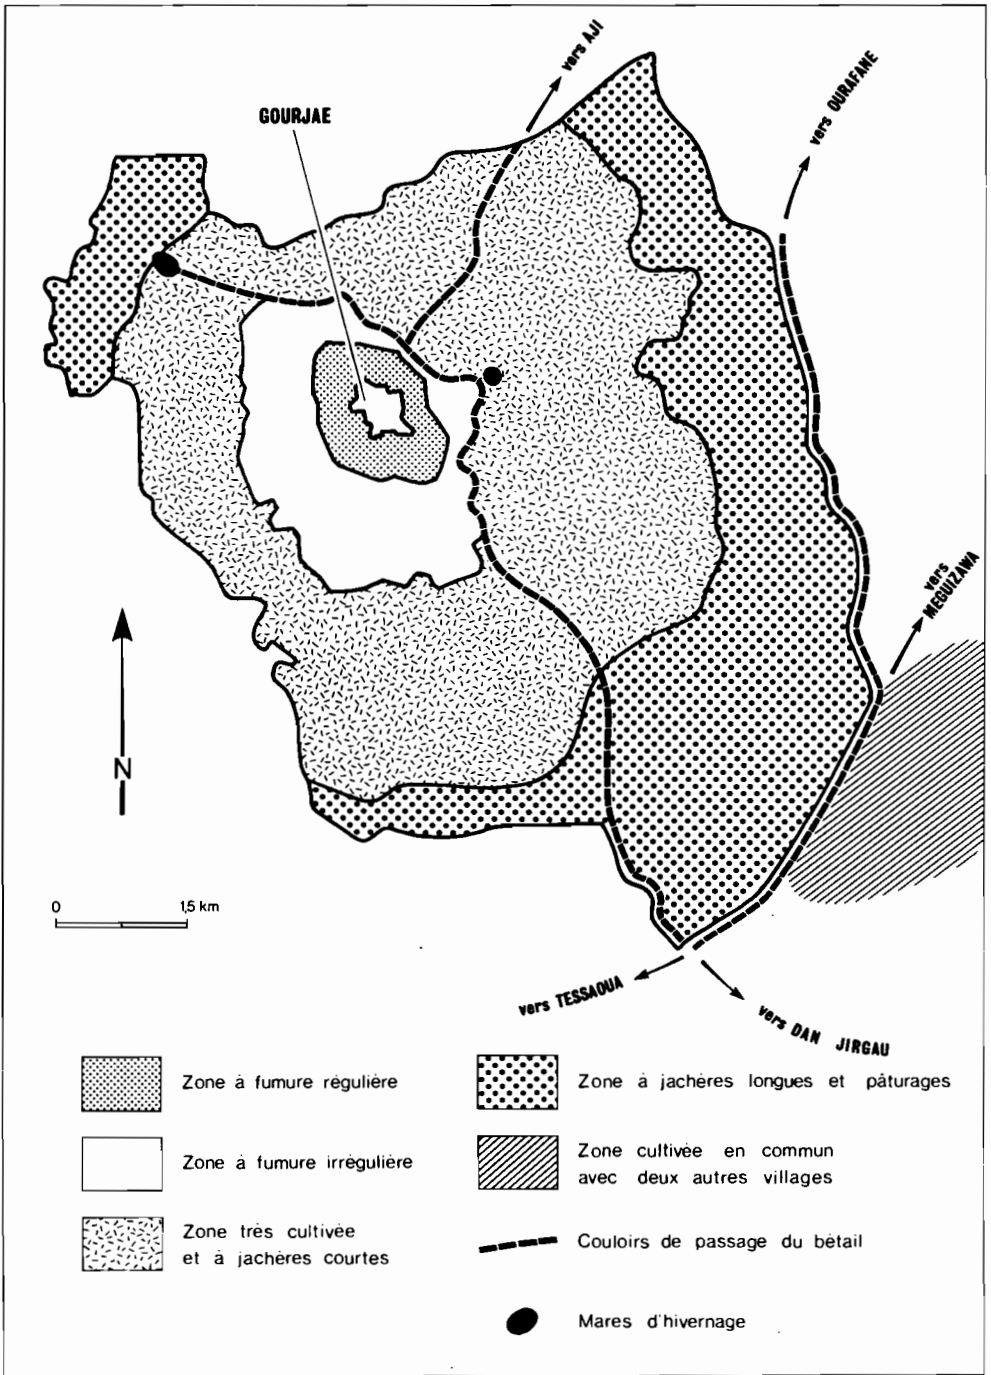 vers AJI
vers OURAFANE
GOURJAE
vers
MEGUIZAWA
N
0 1,5 km
vers TESSAOUA
vers DAN JIRGAU
Zone à fumure régulière
Zone à fumure irrégulière
Zone très cultivée
et à jachères courtes
Zone à jachères longues et pâturages
Zone cultivée en commun
avec deux autres villages
Couloirs de passage du bétail
Mares d'hivernage